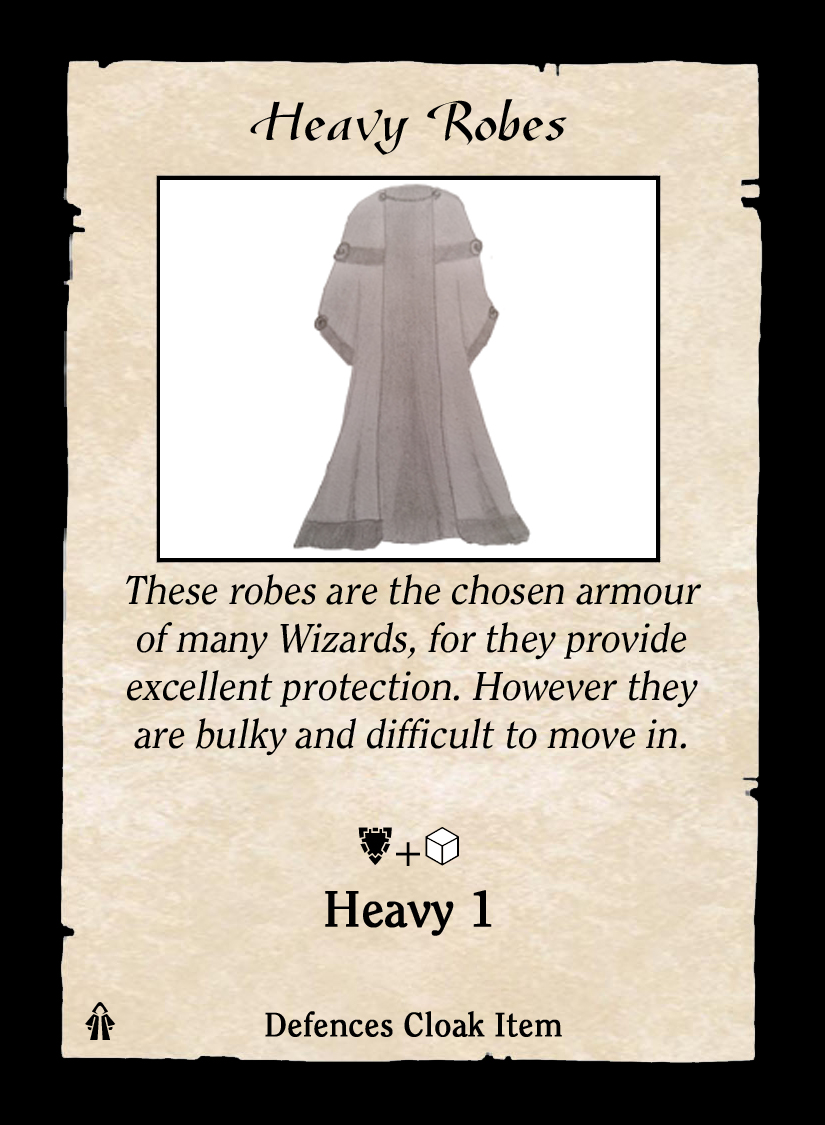 Heavy Robes
These robes are the chosen armour
of many Wizards, for they provide
excellent protection. However they
are bulky and difficult to move in.
+
Heavy 1
Defences Cloak Item